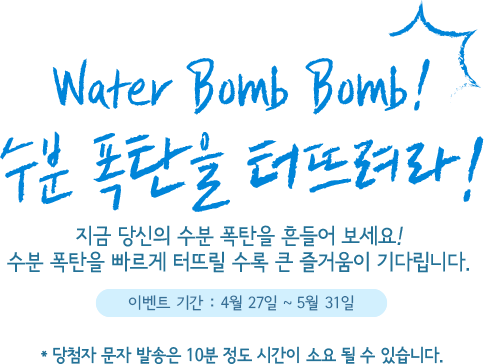 Water Bomb Bomb!
수분 폭탄을 터뜨려라!
지금 당신의 수분 폭탄을 흔들어 보세요!
수분 폭탄을 빠르게 터뜨릴 수록 큰 즐거움이 기다립니다.
이벤트 기간 : 4월 27일 ~ 5월 31일
* 당첨자 문자 발송은 10분 정도 시간이 소요 될 수 있습니다.